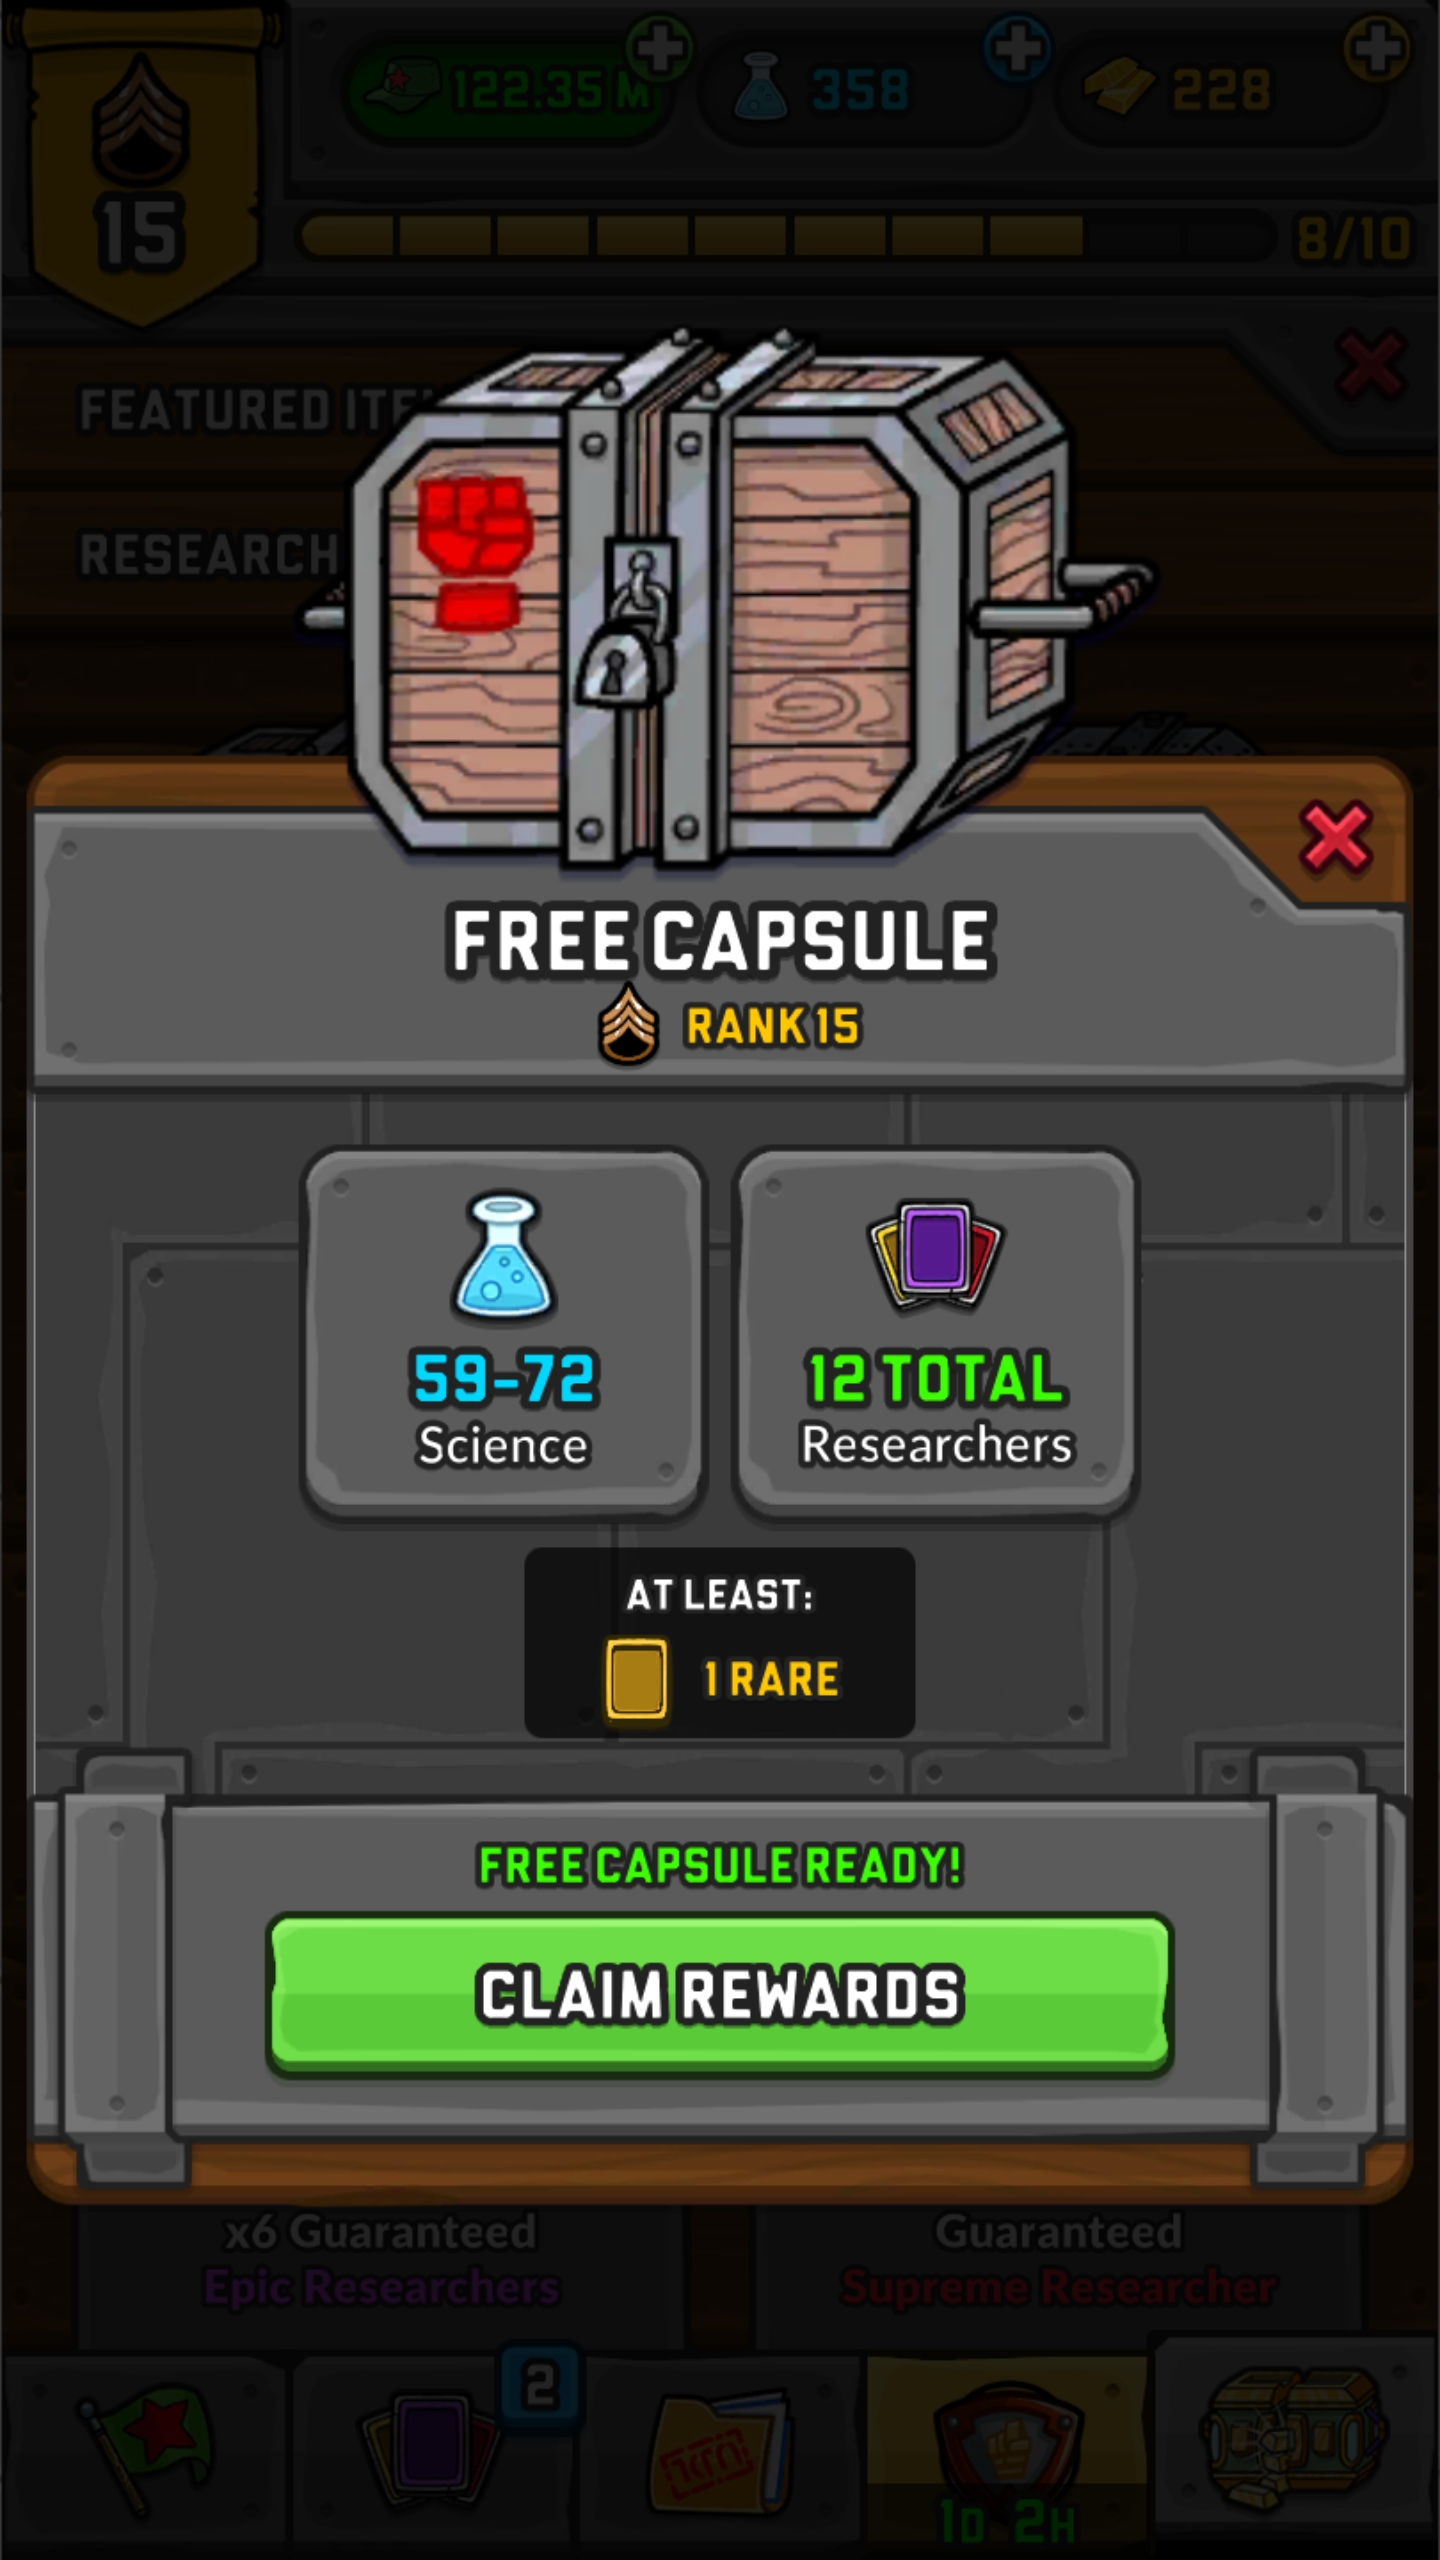 122.35 M
358
228
15
8/10
FEATURED ITE
RESEARCH
FREE CAPSULE
RANK 15
59-72
Science
12 TOTAL
Researchers
AT LEAST:
1 RARE
FREE CAPSULE READY!
CLAIM REWARDS
x6 Guaranteed
Epic Researchers
Guaranteed
Supreme Researcher
2
1D 2H